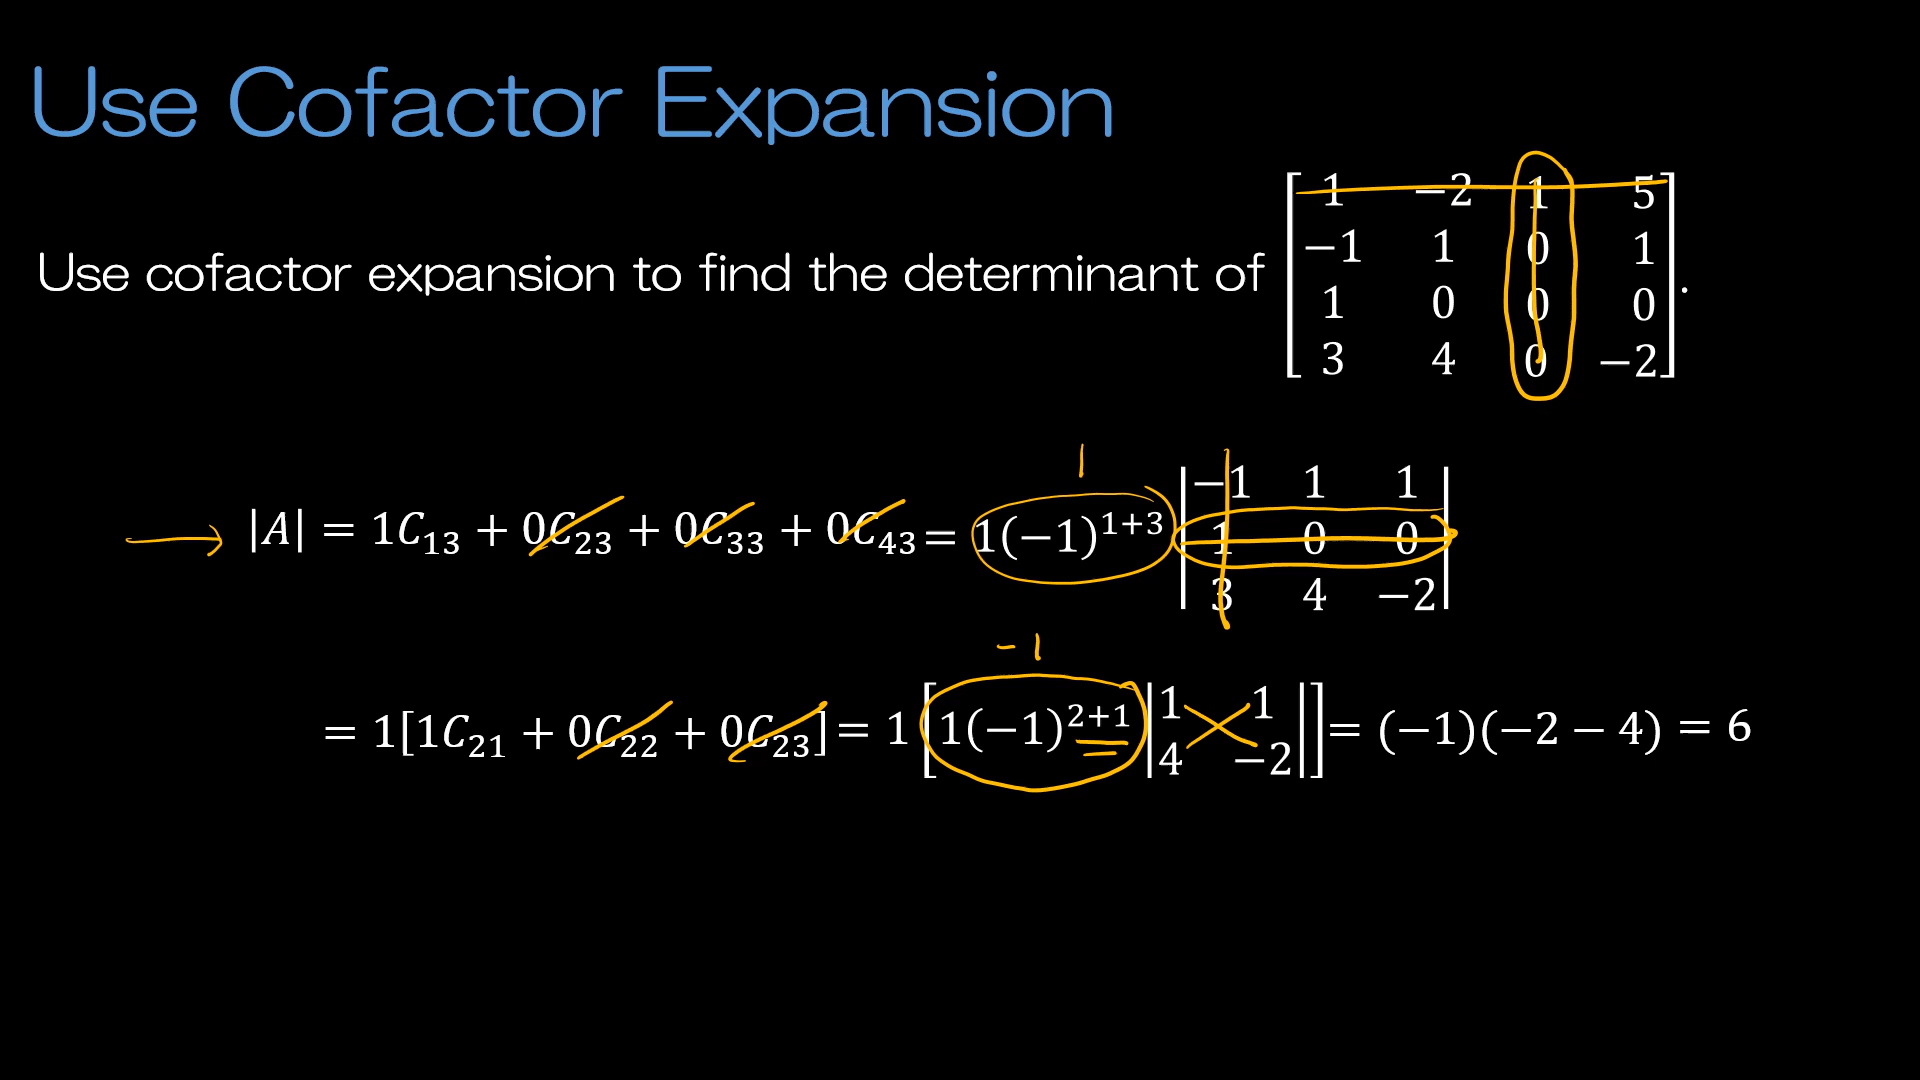 Use Cofactor Expansion
Use cofactor expansion to find the determinant of
1 −2 1 5
−1 1 0 1
1 0 0 0
3 4 0 −2
.
1
|A| = 1C₁₃ + 0C₂₃ + 0C₃₃ + 0C₄₃ = 1(−1)¹⁺³
−1 1 1
1 0 0
3 4 −2
-1
= 1[1C₂₁ + 0C₂₂ + 0C₂₃] = 1 [1(−1)²⁺¹ |
1 1
4 −2
|] = (−1)(−2 − 4) = 6